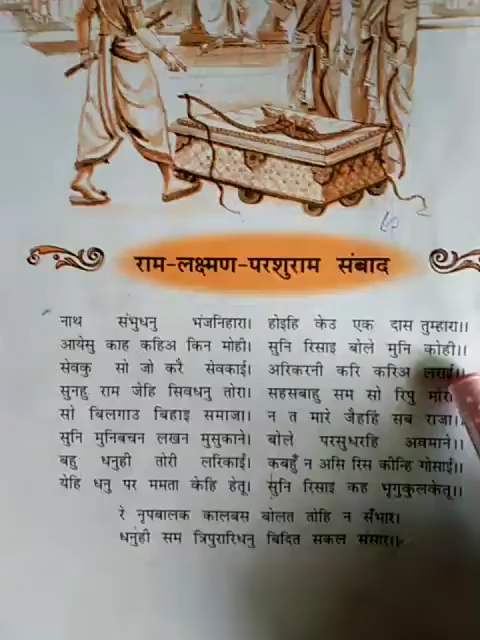 राम-लक्ष्मण-परशुराम संवाद
नाथ संभुधनु भंजनिहारा। होइहि केउ एक दास तुम्हारा।।
आयेसु काह कहिअ किन मोही। सुनि रिसाइ बोले मुनि कोही।।
सेवकु सो जो करै सेवकाई। अरिकरनी करि करिअ लराई।।
सुनहु राम जेहि सिवधनु तोरा। सहसबाहु सम सो रिपु मोरा।।
सो बिलगाउ बिहाइ समाजा। न त मारे जैहहिं सब राजा।।
सुनि मुनिबचन लखन मुसुकाने। बोले परसुधरहि अवमाने।।
बहु धनुही तोरी लरिकाईं। कबहुँ न असि रिस कीन्हि गोसाईं।।
येहि धनु पर ममता केहि हेतू। सुनि रिसाइ कह भृगुकुलकेतू।।
रे नृपबालक कालबस बोलत तोहि न सँभार।
धनुही सम त्रिपुरारिधनु बिदित सकल संसार।।